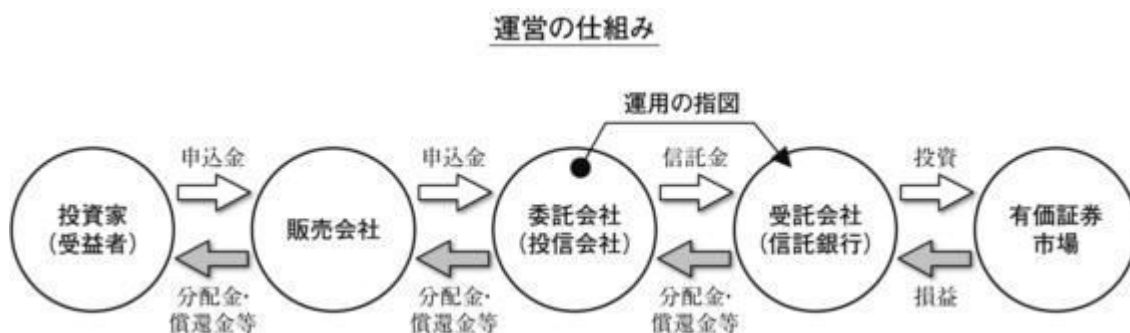 運営の仕組み
運用の指図
申込金
申込金
信託金
投資
投資家
（受益者）
販売会社
委託会社
（投信会社）
受託会社
（信託銀行）
有価証券
市場
分配金・
償還金等
分配金・
償還金等
分配金・
償還金等
損益